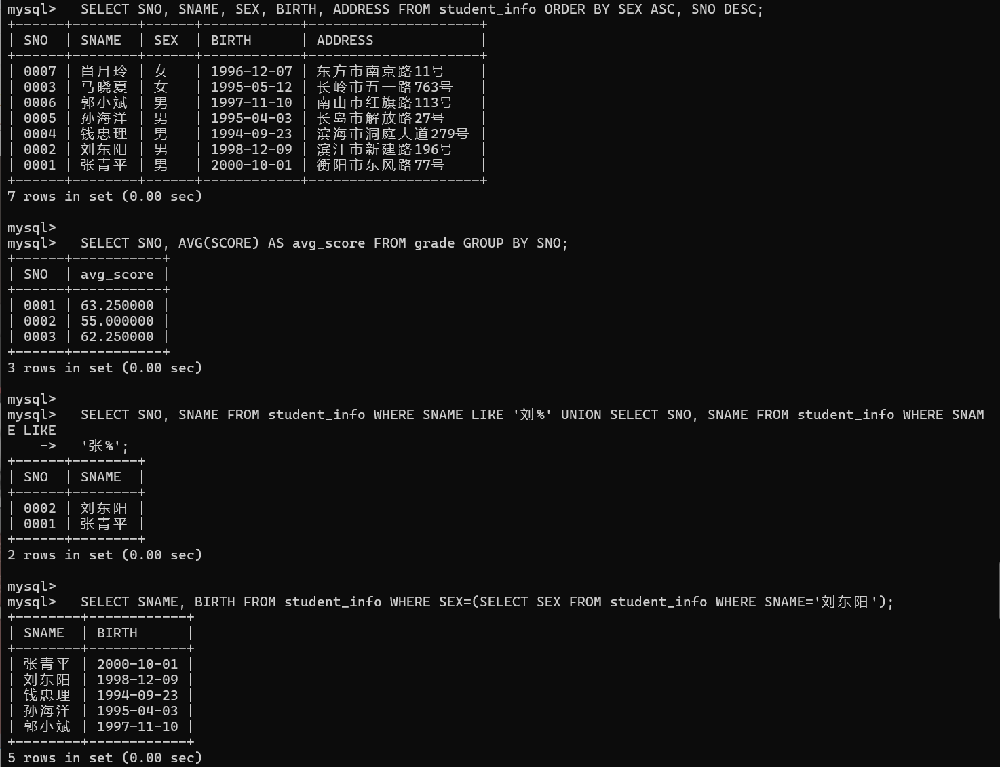 mysql>   SELECT SNO, SNAME, SEX, BIRTH, ADDRESS FROM student_info ORDER BY SEX ASC, SNO DESC;
+------+--------+------+------------+---------------------+
| SNO  | SNAME  | SEX  | BIRTH      | ADDRESS             |
+------+--------+------+------------+---------------------+
| 0007 | 肖月玲 | 女   | 1996-12-07 | 东方市南京路11号    |
| 0003 | 马晓夏 | 女   | 1995-05-12 | 长岭市五一路763号   |
| 0006 | 郭小斌 | 男   | 1997-11-10 | 南山市红旗路113号   |
| 0005 | 孙海洋 | 男   | 1995-04-03 | 长岛市解放路27号    |
| 0004 | 钱忠理 | 男   | 1994-09-23 | 滨海市洞庭大道279号 |
| 0002 | 刘东阳 | 男   | 1998-12-09 | 滨江市新建路196号   |
| 0001 | 张青平 | 男   | 2000-10-01 | 衡阳市东风路77号    |
+------+--------+------+------------+---------------------+
7 rows in set (0.00 sec)

mysql>
mysql>   SELECT SNO, AVG(SCORE) AS avg_score FROM grade GROUP BY SNO;
+------+-----------+
| SNO  | avg_score |
+------+-----------+
| 0001 | 63.250000 |
| 0002 | 55.000000 |
| 0003 | 62.250000 |
+------+-----------+
3 rows in set (0.00 sec)

mysql>
mysql>   SELECT SNO, SNAME FROM student_info WHERE SNAME LIKE '刘%' UNION SELECT SNO, SNAME FROM student_info WHERE SNAM
E LIKE
    ->   '张%';
+------+--------+
| SNO  | SNAME  |
+------+--------+
| 0002 | 刘东阳 |
| 0001 | 张青平 |
+------+--------+
2 rows in set (0.00 sec)

mysql>
mysql>   SELECT SNAME, BIRTH FROM student_info WHERE SEX=(SELECT SEX FROM student_info WHERE SNAME='刘东阳');
+--------+------------+
| SNAME  | BIRTH      |
+--------+------------+
| 张青平 | 2000-10-01 |
| 刘东阳 | 1998-12-09 |
| 钱忠理 | 1994-09-23 |
| 孙海洋 | 1995-04-03 |
| 郭小斌 | 1997-11-10 |
+--------+------------+
5 rows in set (0.00 sec)